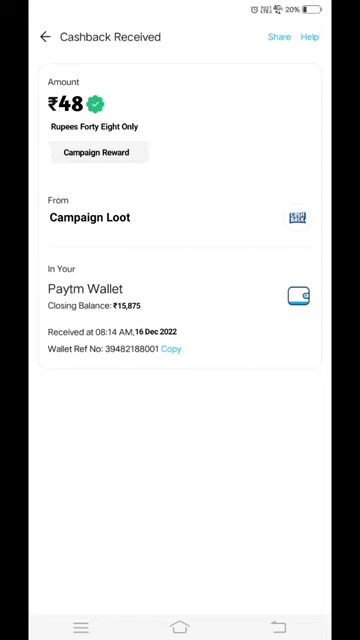 20%
Cashback Received
Share Help
Amount
₹48
Rupees Forty Eight Only
Campaign Reward
From
Campaign Loot
In Your
Paytm Wallet
Closing Balance: ₹15,875
Received at 08:14 AM,16 Dec 2022
Wallet Ref No: 39482188001 Copy